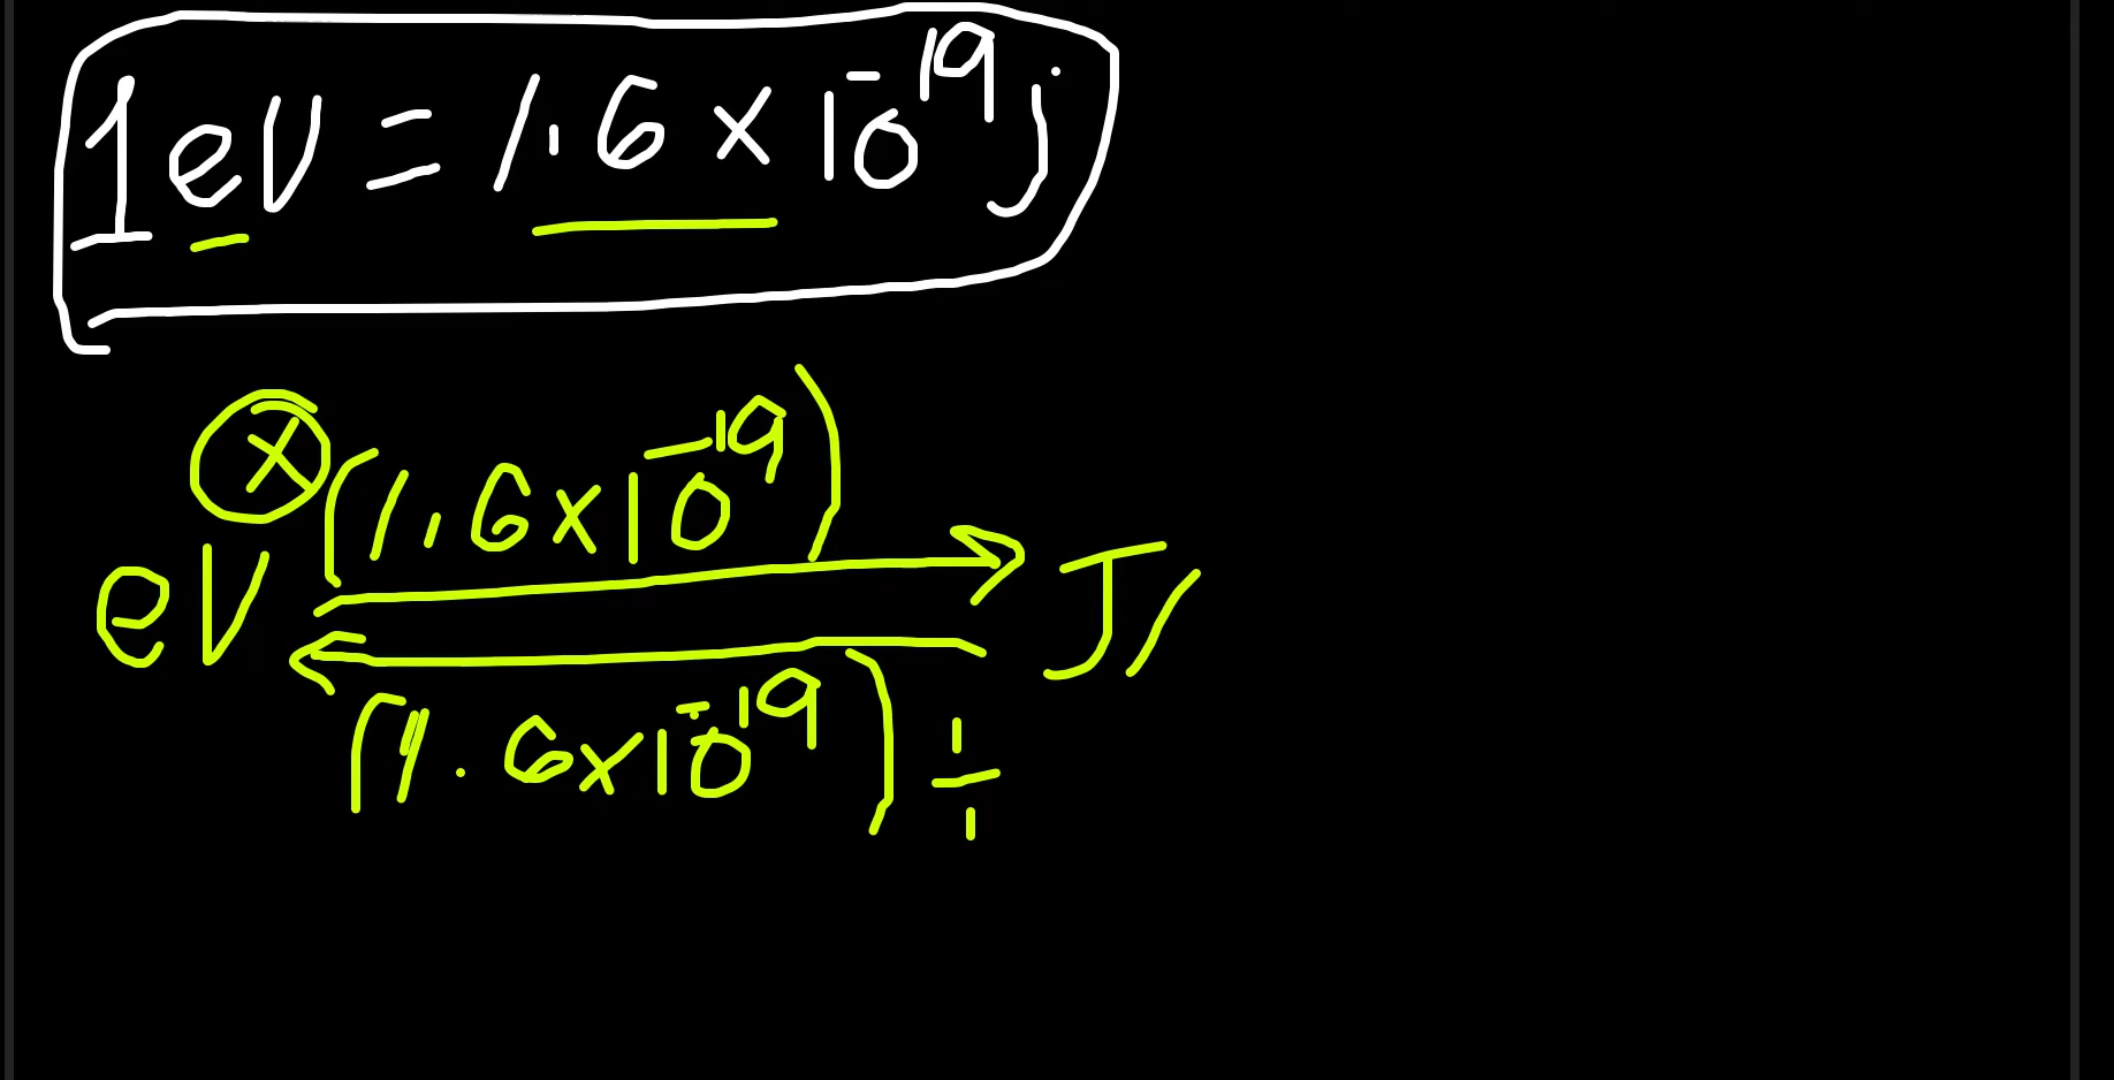 1eV = 1.6 × 10⁻¹⁹ j
× (1.6×10⁻¹⁹)
eV J
(1.6×10⁻¹⁹) ÷